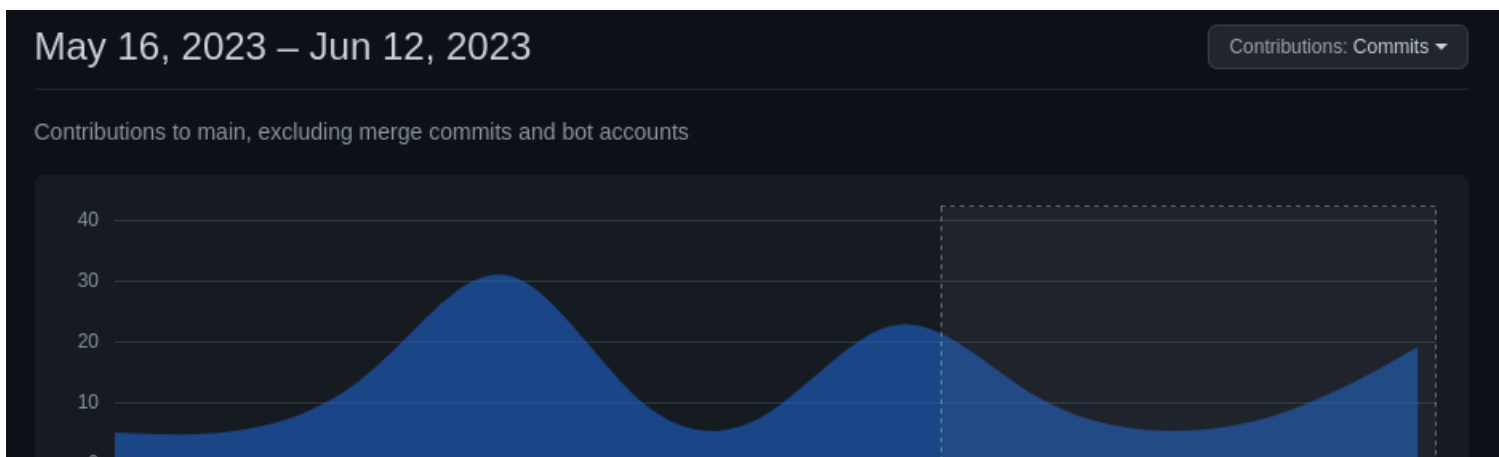 May 16, 2023 – Jun 12, 2023
Contributions: Commits
Contributions to main, excluding merge commits and bot accounts
40
30
20
10